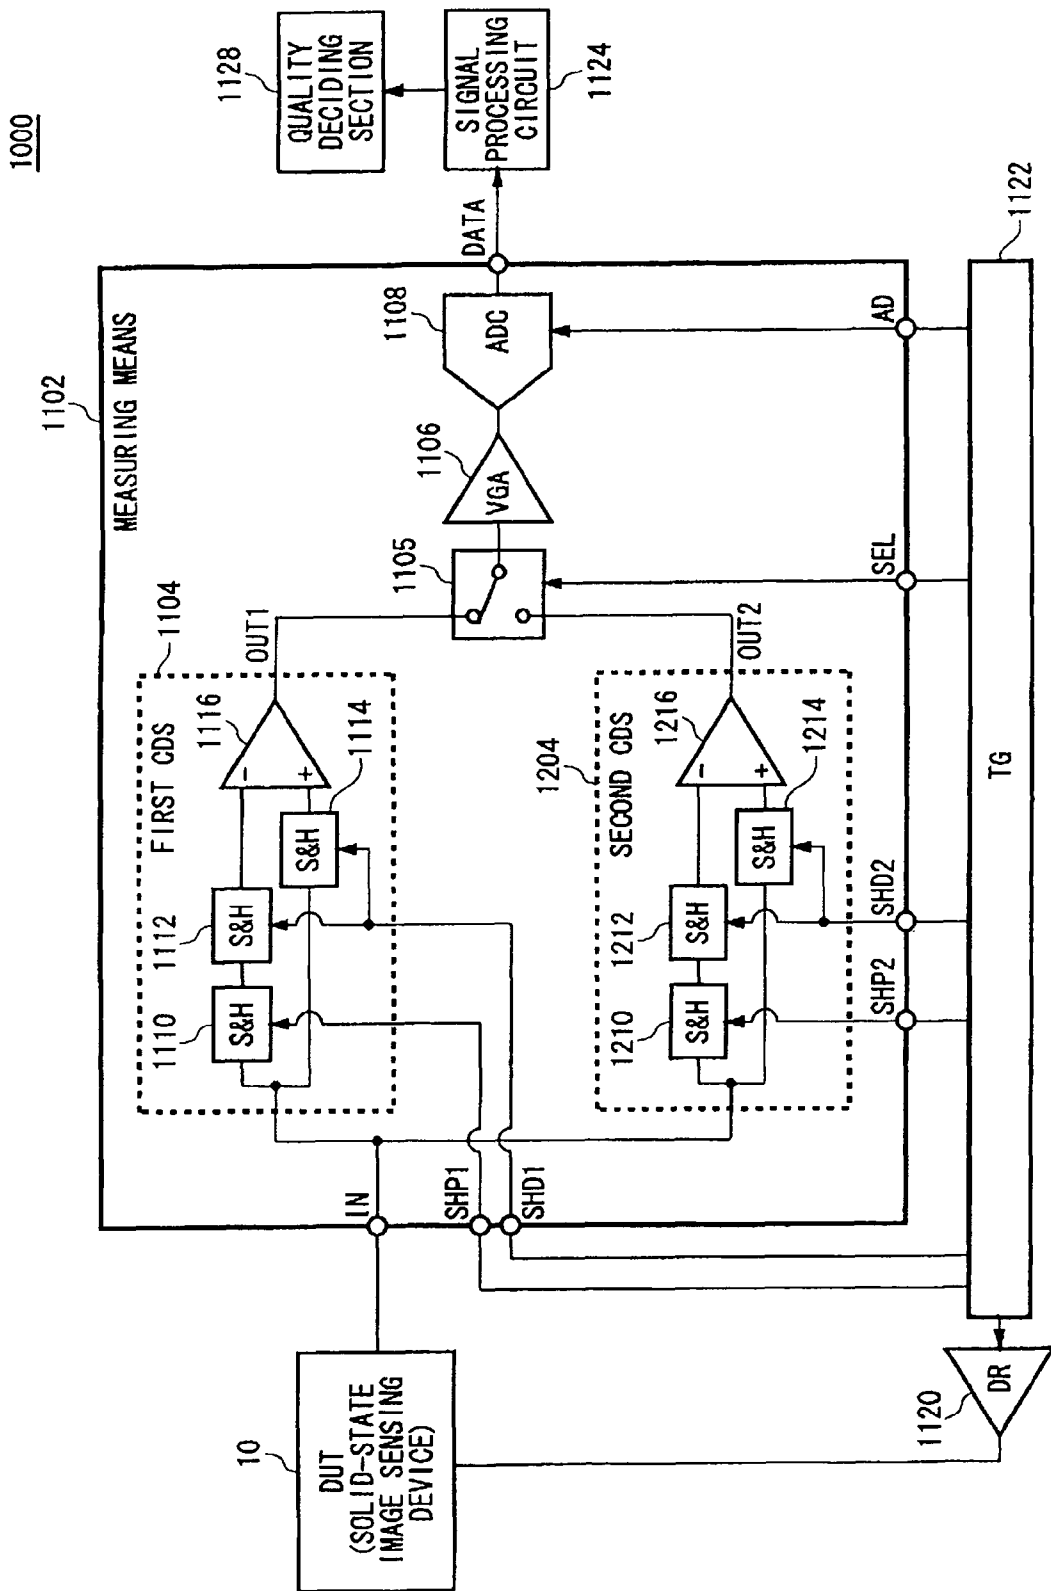 1000
1102
MEASURING MEANS
1104
FIRST CDS
1110
S&H
1112
S&H
S&H
1114
1116
-
+
OUT1
1105
1106
VGA
1108
ADC
DATA
1128
QUALITY
DECIDING
SECTION
SIGNAL
PROCESSING
CIRCUIT
1124
10
DUT
(SOLID-STATE
IMAGE SENSING
DEVICE)
IN
SHP1
SHD1
1204
SECOND CDS
1210
S&H
1212
S&H
S&H
1214
1216
-
+
OUT2
SHP2
SHD2
SEL
AD
1120
DR
TG
1122